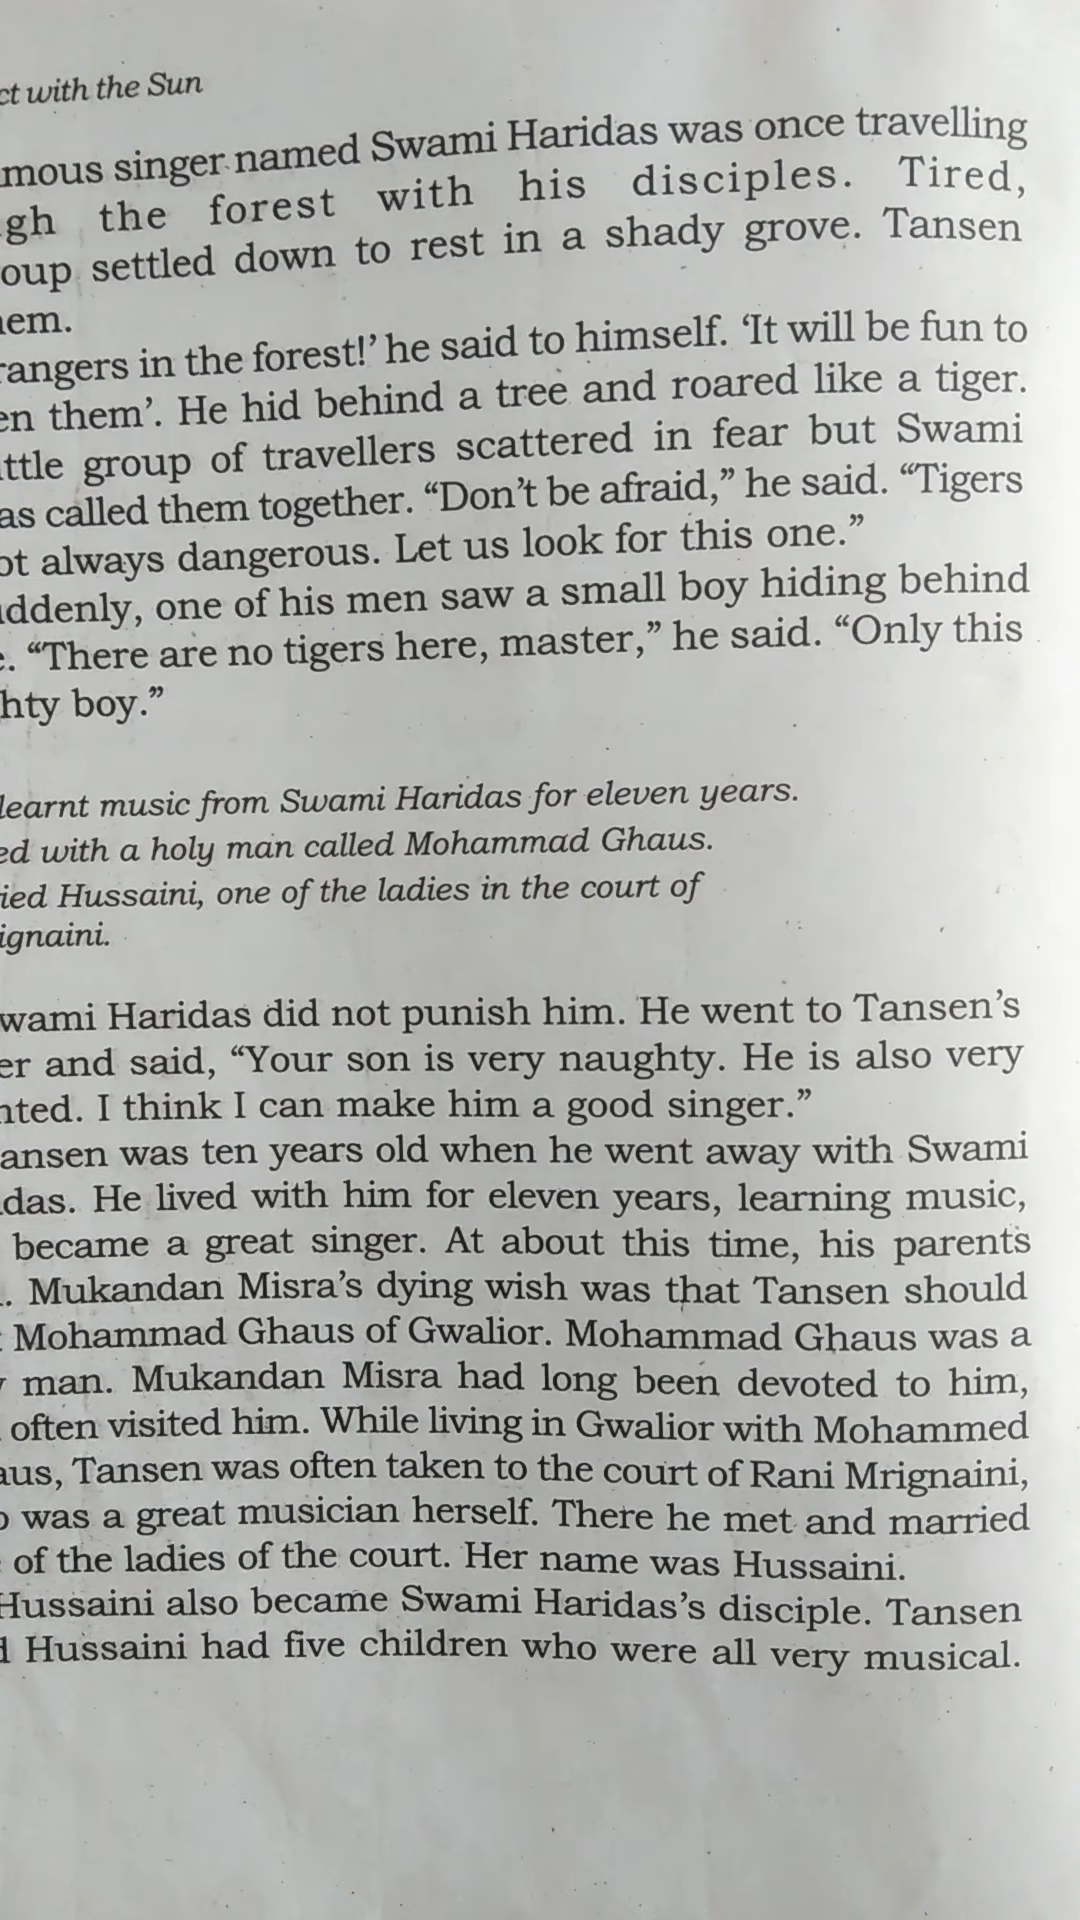 ct with the Sun
mous singer named Swami Haridas was once travelling
gh the forest with his disciples. Tired,
oup settled down to rest in a shady grove. Tansen
em.
rangers in the forest!’ he said to himself. ‘It will be fun to
en them’. He hid behind a tree and roared like a tiger.
ttle group of travellers scattered in fear but Swami
as called them together. “Don’t be afraid,” he said. “Tigers
ot always dangerous. Let us look for this one.”
ddenly, one of his men saw a small boy hiding behind
e. “There are no tigers here, master,” he said. “Only this
hty boy.”
learnt music from Swami Haridas for eleven years.
ed with a holy man called Mohammad Ghaus.
ied Hussaini, one of the ladies in the court of
ignaini.
wami Haridas did not punish him. He went to Tansen’s
er and said, “Your son is very naughty. He is also very
nted. I think I can make him a good singer.”
ansen was ten years old when he went away with Swami
das. He lived with him for eleven years, learning music,
became a great singer. At about this time, his parents
. Mukandan Misra’s dying wish was that Tansen should
Mohammad Ghaus of Gwalior. Mohammad Ghaus was a
man. Mukandan Misra had long been devoted to him,
often visited him. While living in Gwalior with Mohammed
aus, Tansen was often taken to the court of Rani Mrignaini,
o was a great musician herself. There he met and married
of the ladies of the court. Her name was Hussaini.
Hussaini also became Swami Haridas’s disciple. Tansen
d Hussaini had five children who were all very musical.